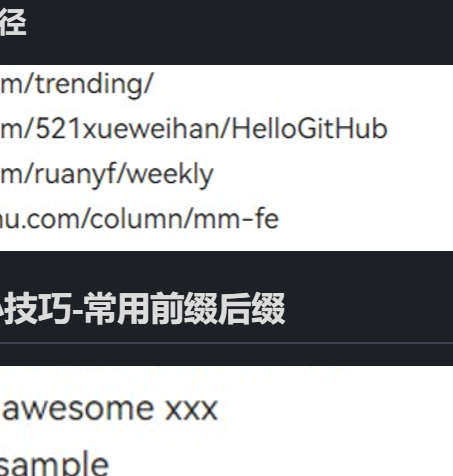 径
m/trending/
m/521xueweihan/HelloGitHub
m/ruanyf/weekly
u.com/column/mm-fe
技巧-常用前缀后缀
awesome xxx
sample